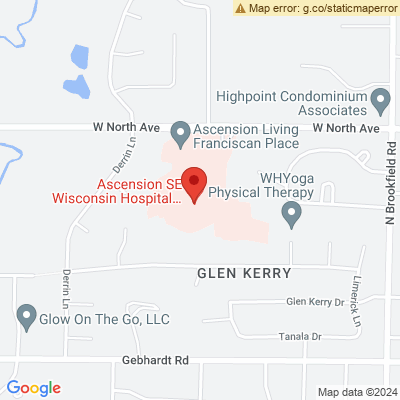 Map error: g.co/staticmaperror
Highpoint Condominium
Associates
W North Ave
W North Ave
Ascension Living
Franciscan Place
Derrin Ln
N Brookfield Rd
Ascension SE
Wisconsin Hospital…
WHYoga
Physical Therapy
Derrin Ln
GLEN KERRY
Limerick Ln
Glen Kerry Dr
Glow On The Go, LLC
Tanala Dr
Gebhardt Rd
Google
Map data ©2024